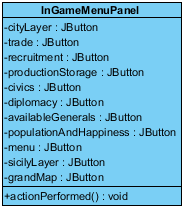 InGameMenuPanel
-cityLayer : JButton
-trade : JButton
-recruitment : JButton
-productionStorage : JButton
-civics : JButton
-diplomacy : JButton
-availableGenerals : JButton
-populationAndHappiness : JButton
-menu : JButton
-sicilyLayer : JButton
-grandMap : JButton
+actionPerformed() : void